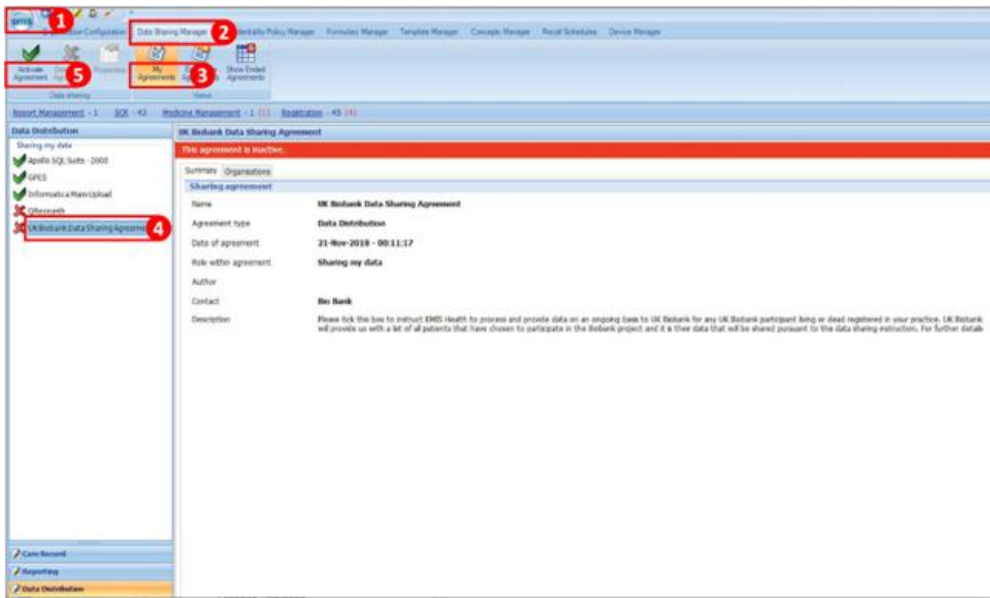 emis
1
Organisation Configuration Data Sharing Manager 2 Policy Manager Formulary Manager Template Manager Concepts Manager Recall Schedules Device Manager
Activate Agreement 5 Properties My Agreements 3 Show Ended Agreements
Data sharing Views
Report Management - 1 SQE - 43 Medicine Management - 1 (1) Registration - 45 (4)
Data Distribution UK Biobank Data Sharing Agreement
Sharing my data This agreement is inactive.
Apollo SQL Suite - 2000
GPES Summary Organisations
Informatica Main Upload Sharing agreement
QResearch Name UK Biobank Data Sharing Agreement
UK Biobank Data Sharing Agreeme 4 Agreement type Data Distribution
Date of agreement 21-Nov-2018 - 00:11:17
Role within agreement Sharing my data
Author
Contact Bio Bank
Description Please tick the box to instruct EMIS Health to process and provide data on an ongoing basis to UK Biobank for any UK Biobank participant living or dead registered in your practice. UK Biobank
will provide us with a list of all patients that have chosen to participate in the Biobank project and it is their data that will be shared pursuant to the data sharing instruction. For further details
Care Record
Reporting
Data Distribution